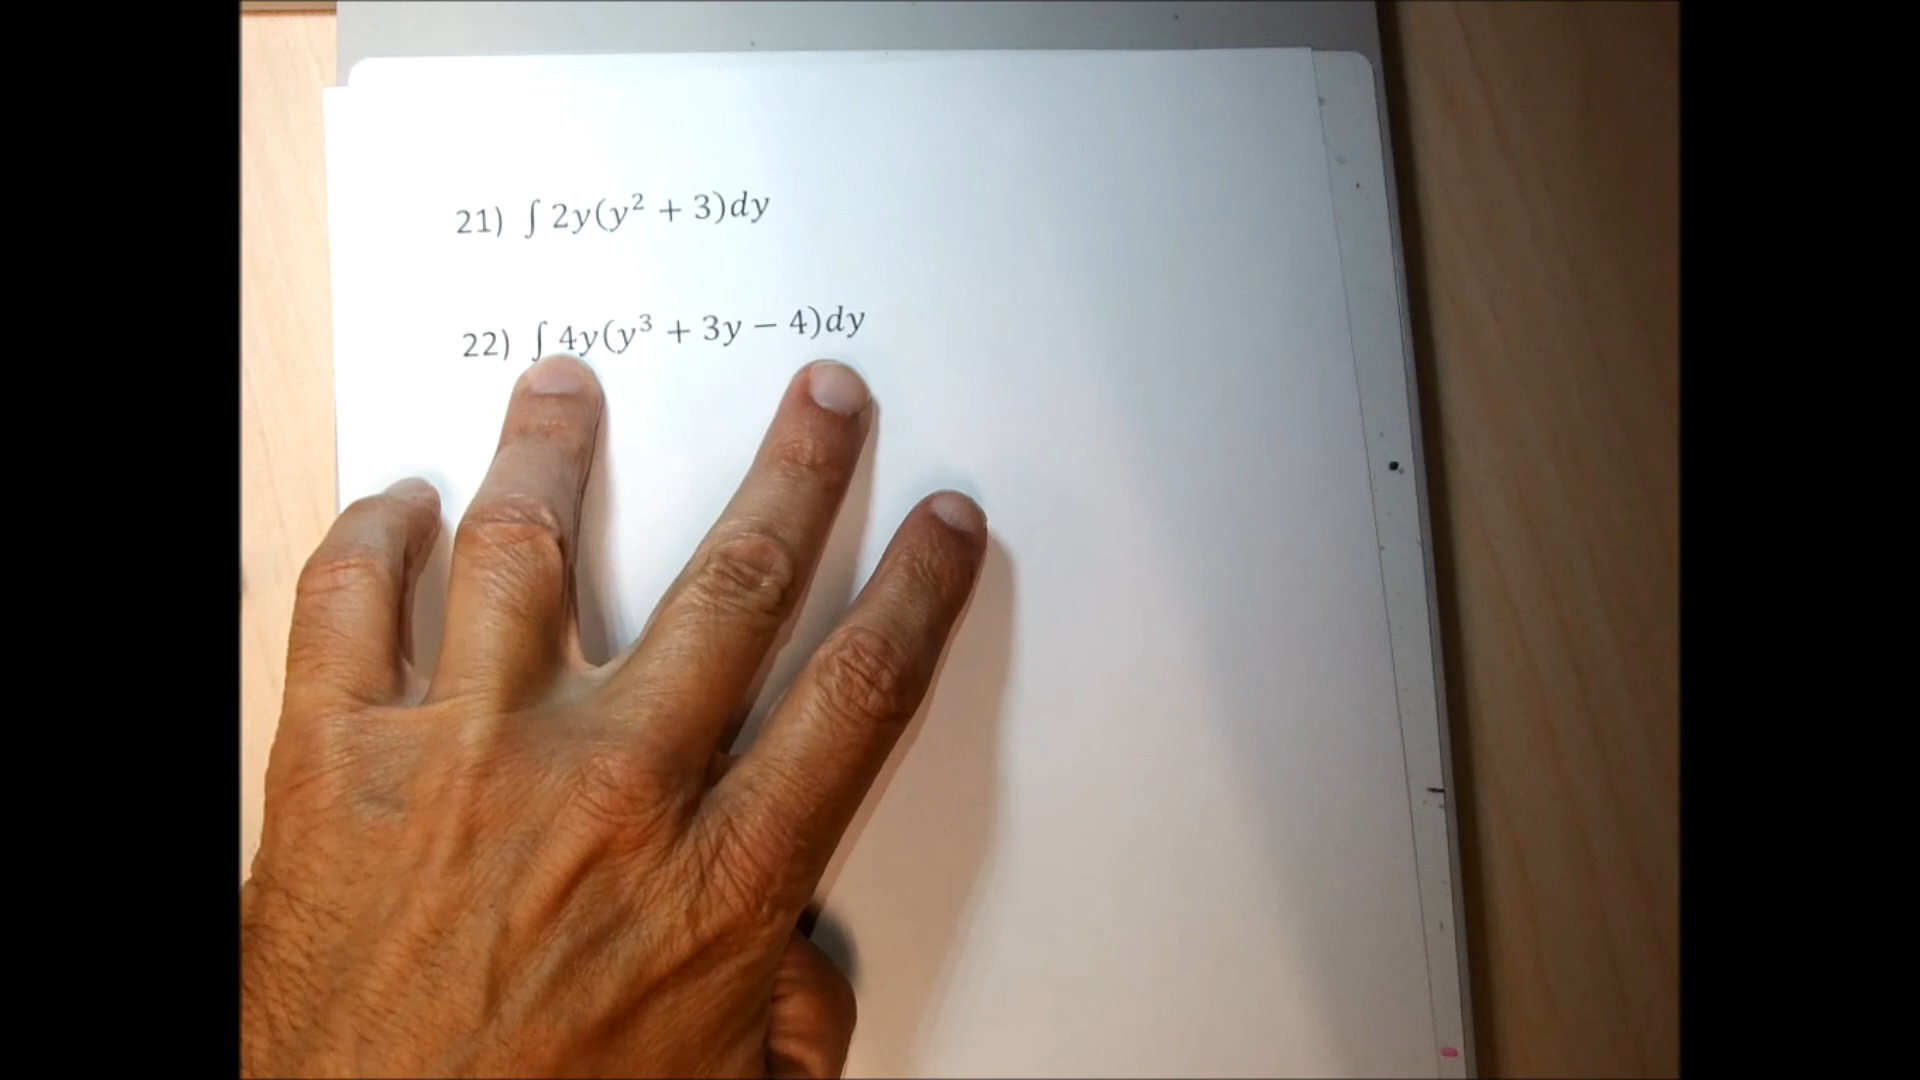 21) ∫ 2y(y² + 3)dy
22) ∫ 4y(y³ + 3y − 4)dy